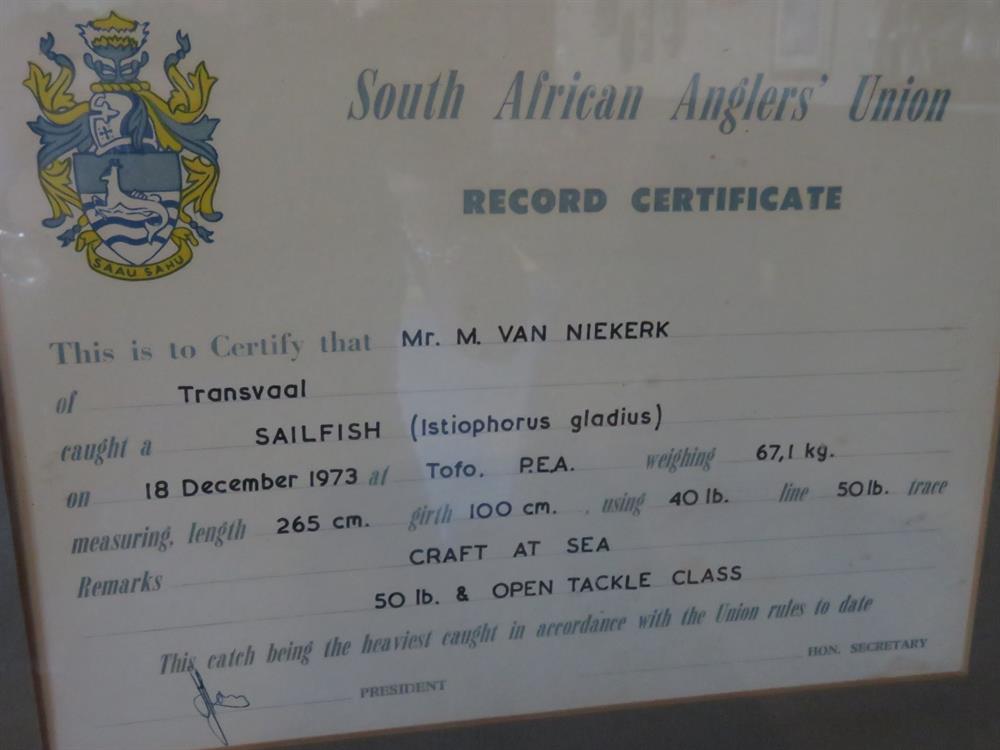 South African Anglers' Union
RECORD CERTIFICATE
SAAU SAHU
This is to Certify that Mr. M. VAN NIEKERK
of Transvaal
caught a SAILFISH (Istiophorus gladius)
on 18 December 1973 at Tofo. P.E.A. weighing 67,1 kg.
measuring, length 265 cm. girth 100 cm. , using 40 lb. line 50 lb. trace
Remarks CRAFT AT SEA
50 lb. & OPEN TACKLE CLASS
This catch being the heaviest caught in accordance with the Union rules to date
PRESIDENT HON. SECRETARY